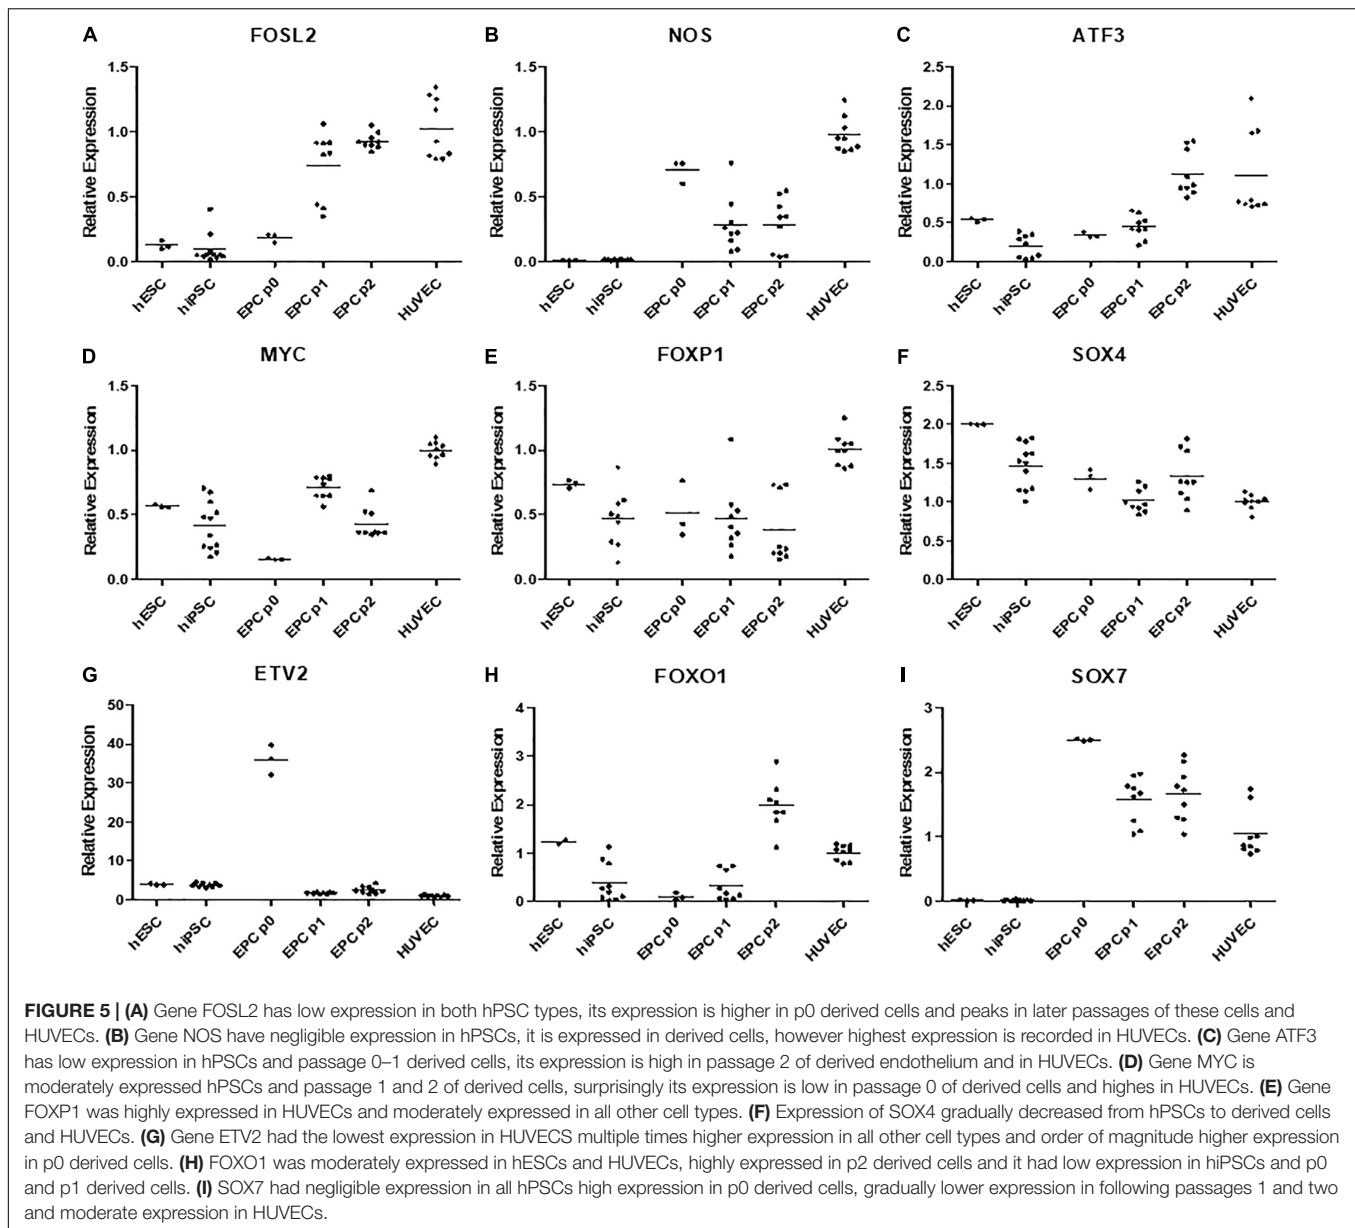 A FOSL2
Relative Expression
1.5
1.0
0.5
0.0
hESC hiPSC EPC p0 EPC p1 EPC p2 HUVEC
B NOS
Relative Expression
1.5
1.0
0.5
0.0
hESC hiPSC EPC p0 EPC p1 EPC p2 HUVEC
C ATF3
Relative Expression
2.5
2.0
1.5
1.0
0.5
0.0
hESC hiPSC EPC p0 EPC p1 EPC p2 HUVEC
D MYC
Relative Expression
1.5
1.0
0.5
0.0
hESC hiPSC EPC p0 EPC p1 EPC p2 HUVEC
E FOXP1
Relative Expression
1.5
1.0
0.5
0.0
hESC hiPSC EPC p0 EPC p1 EPC p2 HUVEC
F SOX4
Relative Expression
2.5
2.0
1.5
1.0
0.5
0.0
hESC hiPSC EPC p0 EPC p1 EPC p2 HUVEC
G ETV2
Relative Expression
50
40
30
20
10
0
hESC hiPSC EPC p0 EPC p1 EPC p2 HUVEC
H FOXO1
Relative Expression
4
3
2
1
0
hESC hiPSC EPC p0 EPC p1 EPC p2 HUVEC
I SOX7
Relative Expression
3
2
1
0
hESC hiPSC EPC p0 EPC p1 EPC p2 HUVEC
FIGURE 5 | (A) Gene FOSL2 has low expression in both hPSC types, its expression is higher in p0 derived cells and peaks in later passages of these cells and
HUVECs. (B) Gene NOS have negligible expression in hPSCs, it is expressed in derived cells, however highest expression is recorded in HUVECs. (C) Gene ATF3
has low expression in hPSCs and passage 0–1 derived cells, its expression is high in passage 2 of derived endothelium and in HUVECs. (D) Gene MYC is
moderately expressed hPSCs and passage 1 and 2 of derived cells, surprisingly its expression is low in passage 0 of derived cells and highes in HUVECs. (E) Gene
FOXP1 was highly expressed in HUVECs and moderately expressed in all other cell types. (F) Expression of SOX4 gradually decreased from hPSCs to derived cells
and HUVECs. (G) Gene ETV2 had the lowest expression in HUVECS multiple times higher expression in all other cell types and order of magnitude higher expression
in p0 derived cells. (H) FOXO1 was moderately expressed in hESCs and HUVECs, highly expressed in p2 derived cells and it had low expression in hiPSCs and p0
and p1 derived cells. (I) SOX7 had negligible expression in all hPSCs high expression in p0 derived cells, gradually lower expression in following passages 1 and two
and moderate expression in HUVECs.